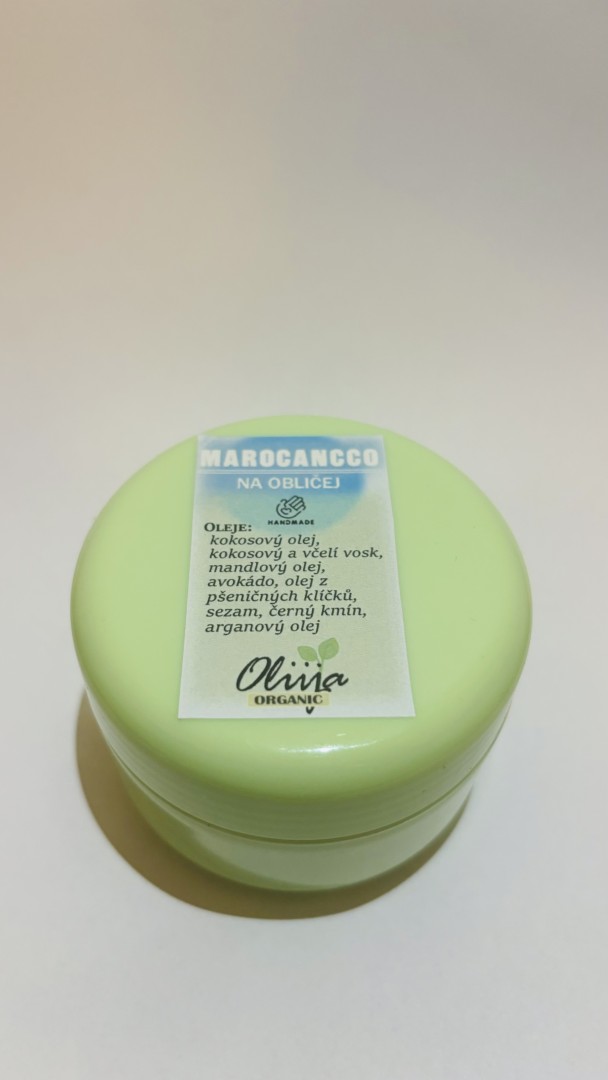 MAROCANCCO
NA OBLIČEJ
HANDMADE
OLEJE:
kokosový olej,
kokosový a včelí vosk,
mandlový olej,
avokádo, olej z
pšeničných klíčků,
sezam, černý kmín,
arganový olej
Oliija
ORGANIC